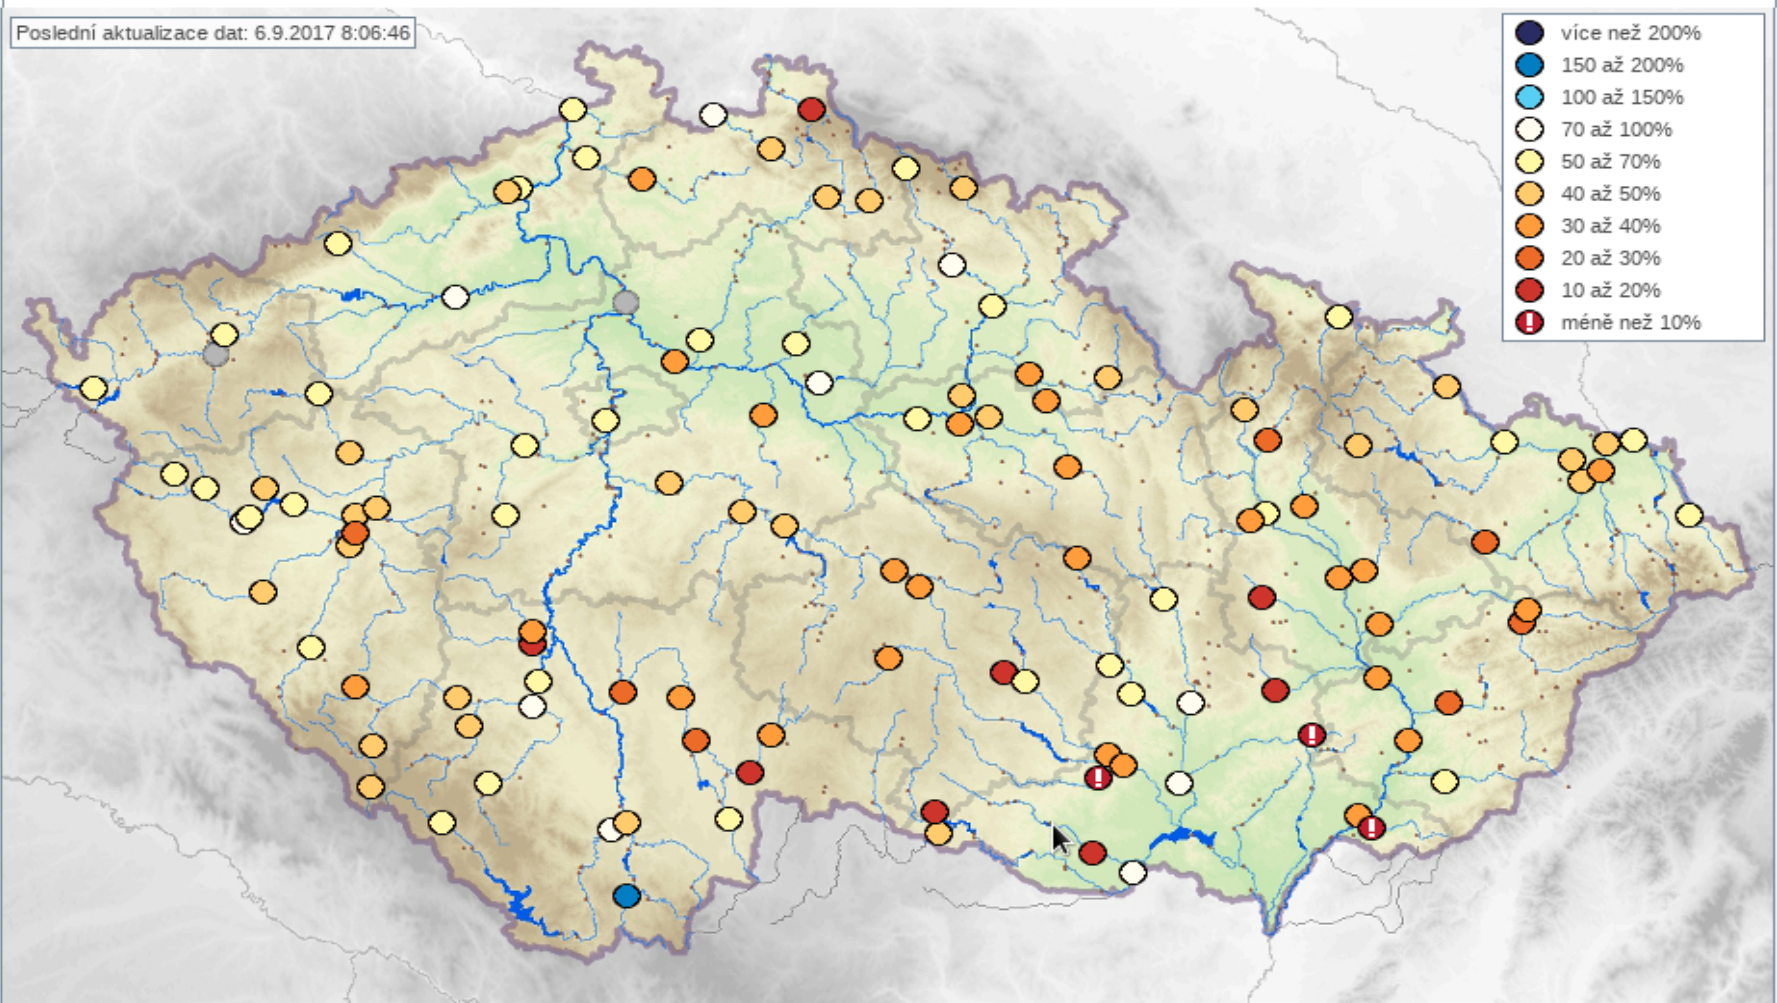 Poslední aktualizace dat: 6.9.2017 8:06:46
více než 200%
150 až 200%
100 až 150%
70 až 100%
50 až 70%
40 až 50%
30 až 40%
20 až 30%
10 až 20%
méně než 10%